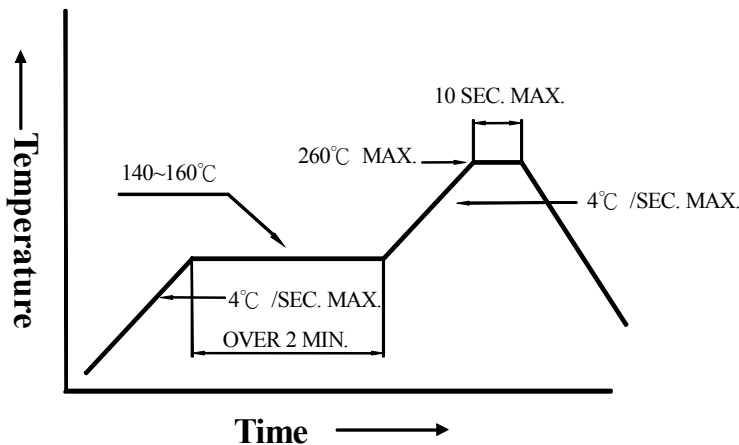 10 SEC. MAX.
260℃ MAX.
140~160℃
4℃ /SEC. MAX.
4℃ /SEC. MAX.
OVER 2 MIN.
Temperature
Time